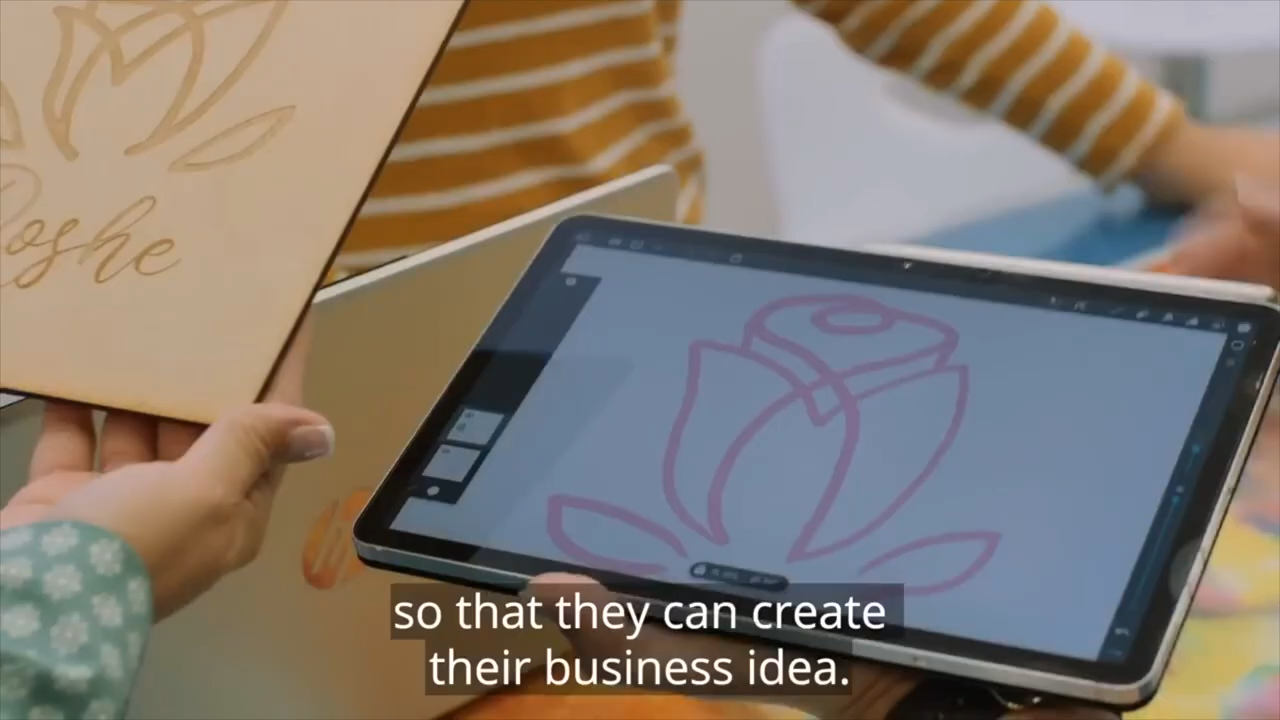 so that they can create
their business idea.